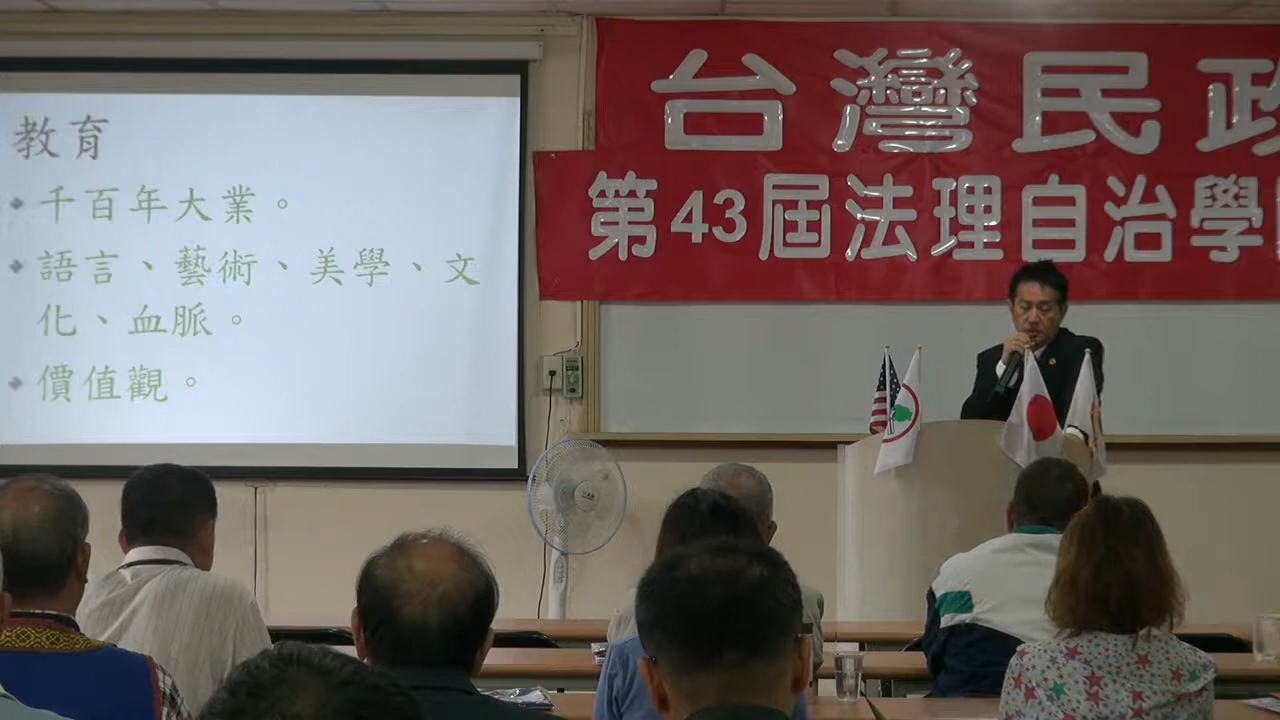 教育
千百年大業。
語言、藝術、美學、文
化、血脈。
價值觀。
台灣民政
第43屆法理自治學